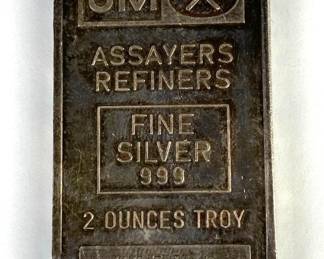 ASSAYERS
REFINERS
FINE
SILVER
999
2 OUNCES TROY